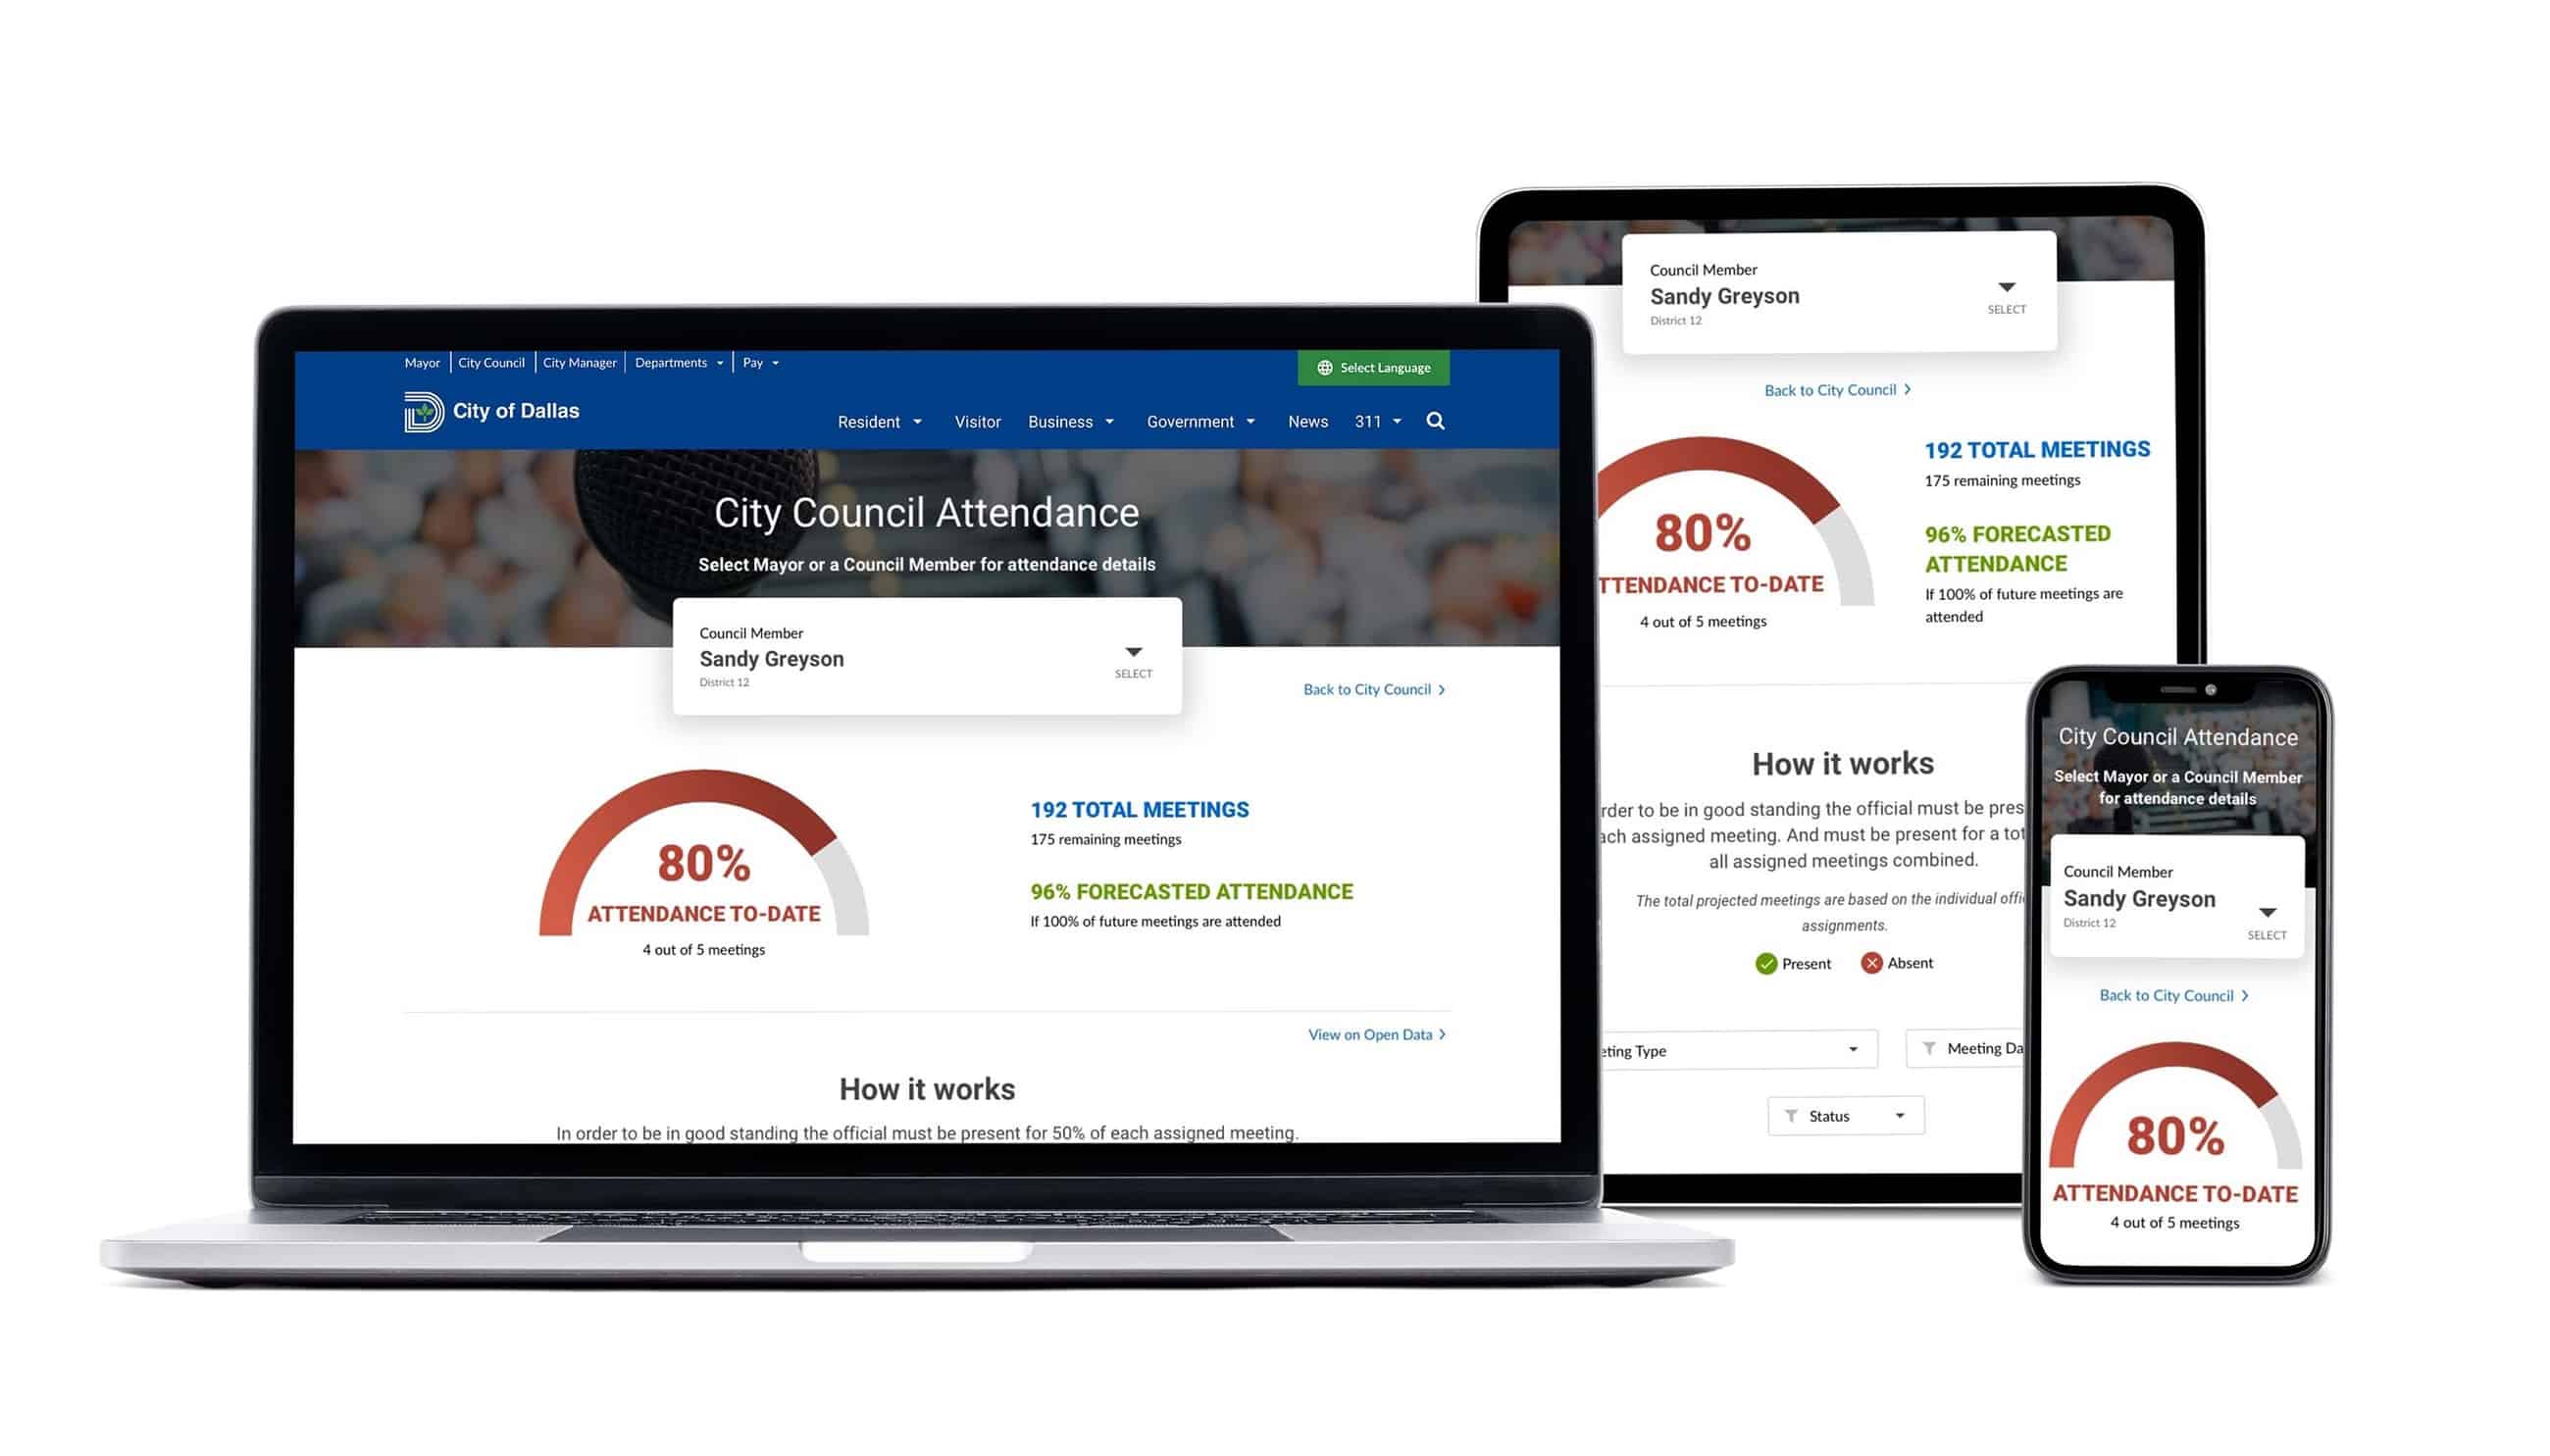 Mayor City Council City Manager Departments Pay
Select Language
City of Dallas
Resident Visitor Business Government News 311
City Council Attendance
Select Mayor or a Council Member for attendance details
Council Member
Sandy Greyson
District 12
SELECT
Back to City Council
80%
ATTENDANCE TO-DATE
4 out of 5 meetings
192 TOTAL MEETINGS
175 remaining meetings
96% FORECASTED ATTENDANCE
If 100% of future meetings are attended
View on Open Data
How it works
In order to be in good standing the official must be present for 50% of each assigned meeting.
Council Member
Sandy Greyson
District 12
SELECT
Back to City Council
80%
TTENDANCE TO-DATE
4 out of 5 meetings
192 TOTAL MEETINGS
175 remaining meetings
96% FORECASTED
ATTENDANCE
If 100% of future meetings are
attended
How it works
rder to be in good standing the official must be pres
ach assigned meeting. And must be present for a tot
all assigned meetings combined.
The total projected meetings are based on the individual offi
assignments.
Present Absent
eting Type
Meeting Da
Status
City Council Attendance
Select Mayor or a Council Member
for attendance details
Council Member
Sandy Greyson
District 12
SELECT
Back to City Council
80%
ATTENDANCE TO-DATE
4 out of 5 meetings